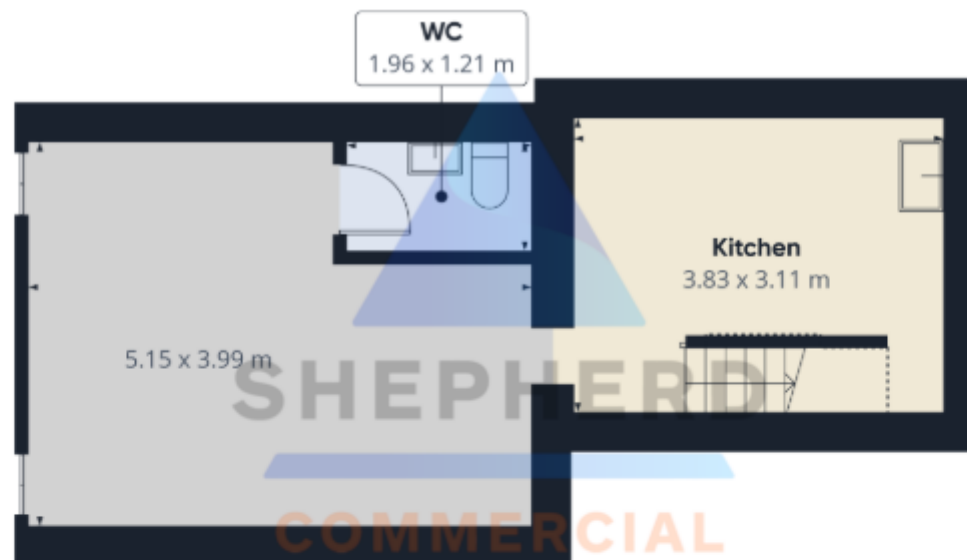 WC
1.96 x 1.21 m
Kitchen
3.83 x 3.11 m
5.15 x 3.99 m
SHEPHERD
COMMERCIAL